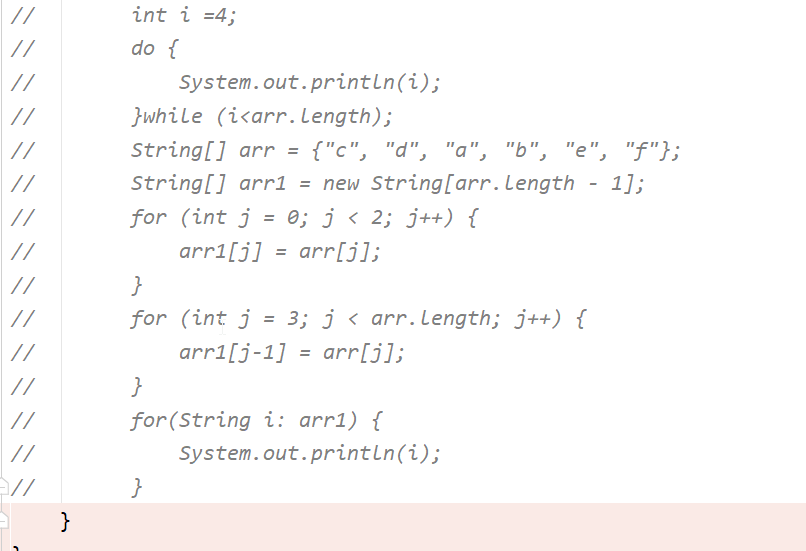 //        int i =4;
//        do {
//            System.out.println(i);
//        }while (i<arr.length);
//        String[] arr = {"c", "d", "a", "b", "e", "f"};
//        String[] arr1 = new String[arr.length - 1];
//        for (int j = 0; j < 2; j++) {
//            arr1[j] = arr[j];
//        }
//        for (int j = 3; j < arr.length; j++) {
//            arr1[j-1] = arr[j];
//        }
//        for(String i: arr1) {
//            System.out.println(i);
//        }
    }
}